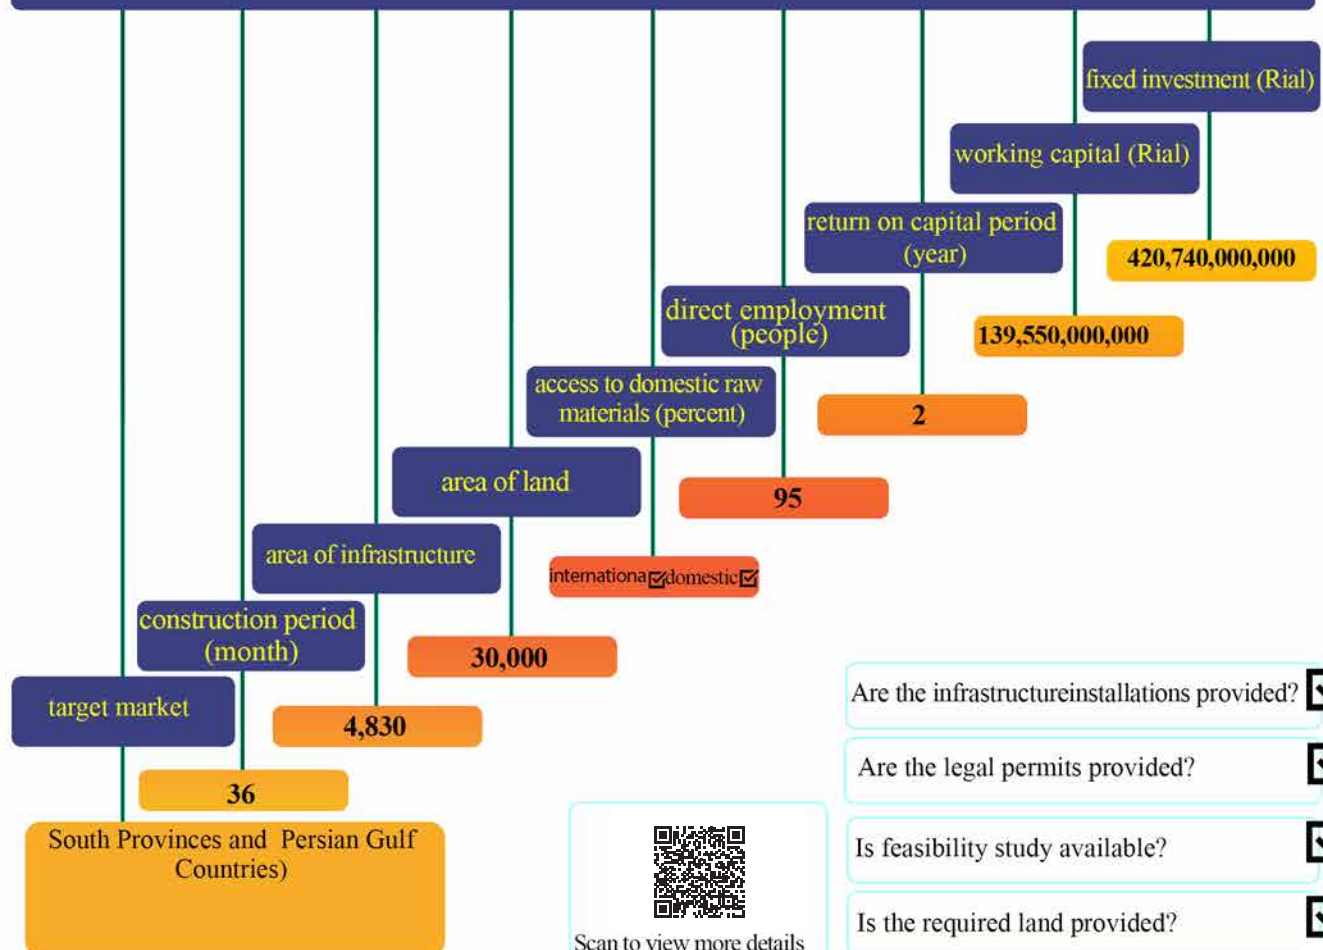 fixed investment (Rial)
working capital (Rial)
return on capital period
(year)
420,740,000,000
direct employment
(people)
139,550,000,000
access to domestic raw
materials (percent)
2
area of land
95
area of infrastructure
internationa domestic
construction period
(month)
30,000
target market
4,830
36
South Provinces and Persian Gulf
Countries)
Are the infrastructureinstallations provided?
Are the legal permits provided?
Is feasibility study available?
Is the required land provided?
Scan to view more details